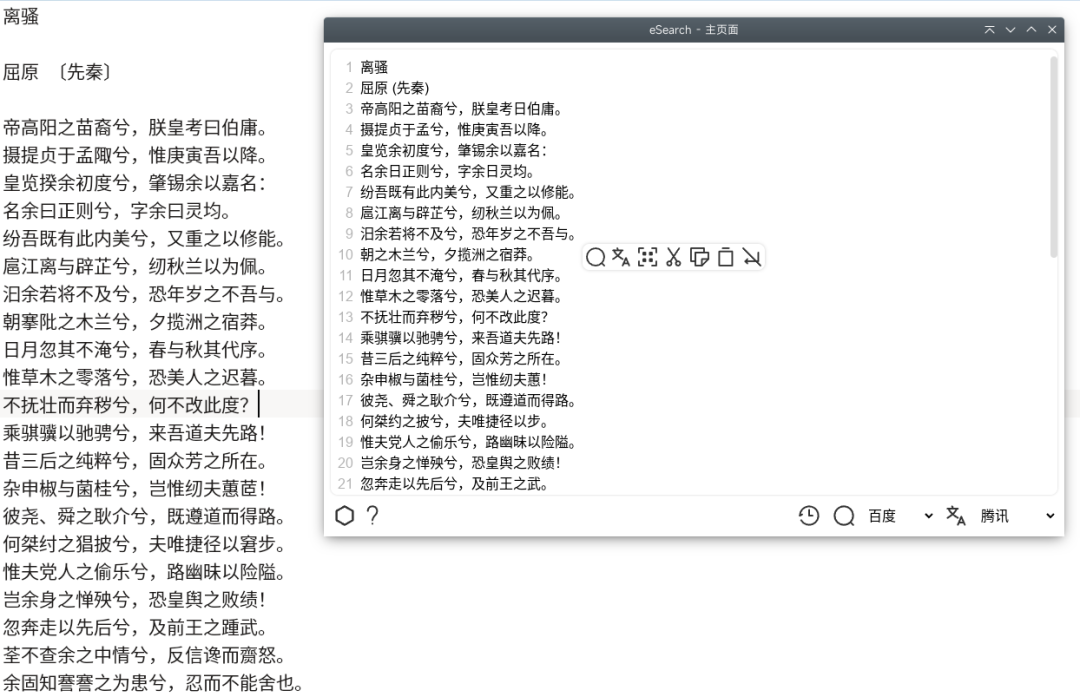 离骚
屈原 〔先秦〕
帝高阳之苗裔兮，朕皇考曰伯庸。
摄提贞于孟陬兮，惟庚寅吾以降。
皇览揆余初度兮，肇锡余以嘉名：
名余曰正则兮，字余曰灵均。
纷吾既有此内美兮，又重之以修能。
扈江离与辟芷兮，纫秋兰以为佩。
汩余若将不及兮，恐年岁之不吾与。
朝搴阰之木兰兮，夕揽洲之宿莽。
日月忽其不淹兮，春与秋其代序。
惟草木之零落兮，恐美人之迟暮。
不抚壮而弃秽兮，何不改此度？
乘骐骥以驰骋兮，来吾道夫先路！
昔三后之纯粹兮，固众芳之所在。
杂申椒与菌桂兮，岂惟纫夫蕙茝！
彼尧、舜之耿介兮，既遵道而得路。
何桀纣之猖披兮，夫唯捷径以窘步。
惟夫党人之偷乐兮，路幽昧以险隘。
岂余身之惮殃兮，恐皇舆之败绩！
忽奔走以先后兮，及前王之踵武。
荃不查余之中情兮，反信谗而齌怒。
余固知謇謇之为患兮，忍而不能舍也。
eSearch - 主页面
1 离骚
2 屈原 (先秦)
3 帝高阳之苗裔兮，朕皇考日伯庸。
4 摄提贞于孟兮，惟庚寅吾以降。
5 皇览余初度兮，肇锡余以嘉名：
6 名余日正则兮，字余日灵均。
7 纷吾既有此内美兮，又重之以修能。
8 扈江离与辟芷兮，纫秋兰以为佩。
9 汨余若将不及兮，恐年岁之不吾与。
10 朝之木兰兮，夕揽洲之宿莽。
11 日月忽其不淹兮，春与秋其代序。
12 惟草木之零落兮，恐美人之迟暮。
13 不抚壮而弃秽兮，何不改此度？
14 乘骐骥以驰骋兮，来吾道夫先路！
15 昔三后之纯粹兮，固众芳之所在。
16 杂申椒与菌桂兮，岂惟纫夫蕙！
17 彼尧、舜之耿介兮，既遵道而得路。
18 何桀约之披兮，夫唯捷径以步。
19 惟夫党人之偷乐兮，路幽昧以险隘。
20 岂余身之惮殃兮，恐皇舆之败绩！
21 忽奔走以先后兮，及前王之武。
百度 腾讯